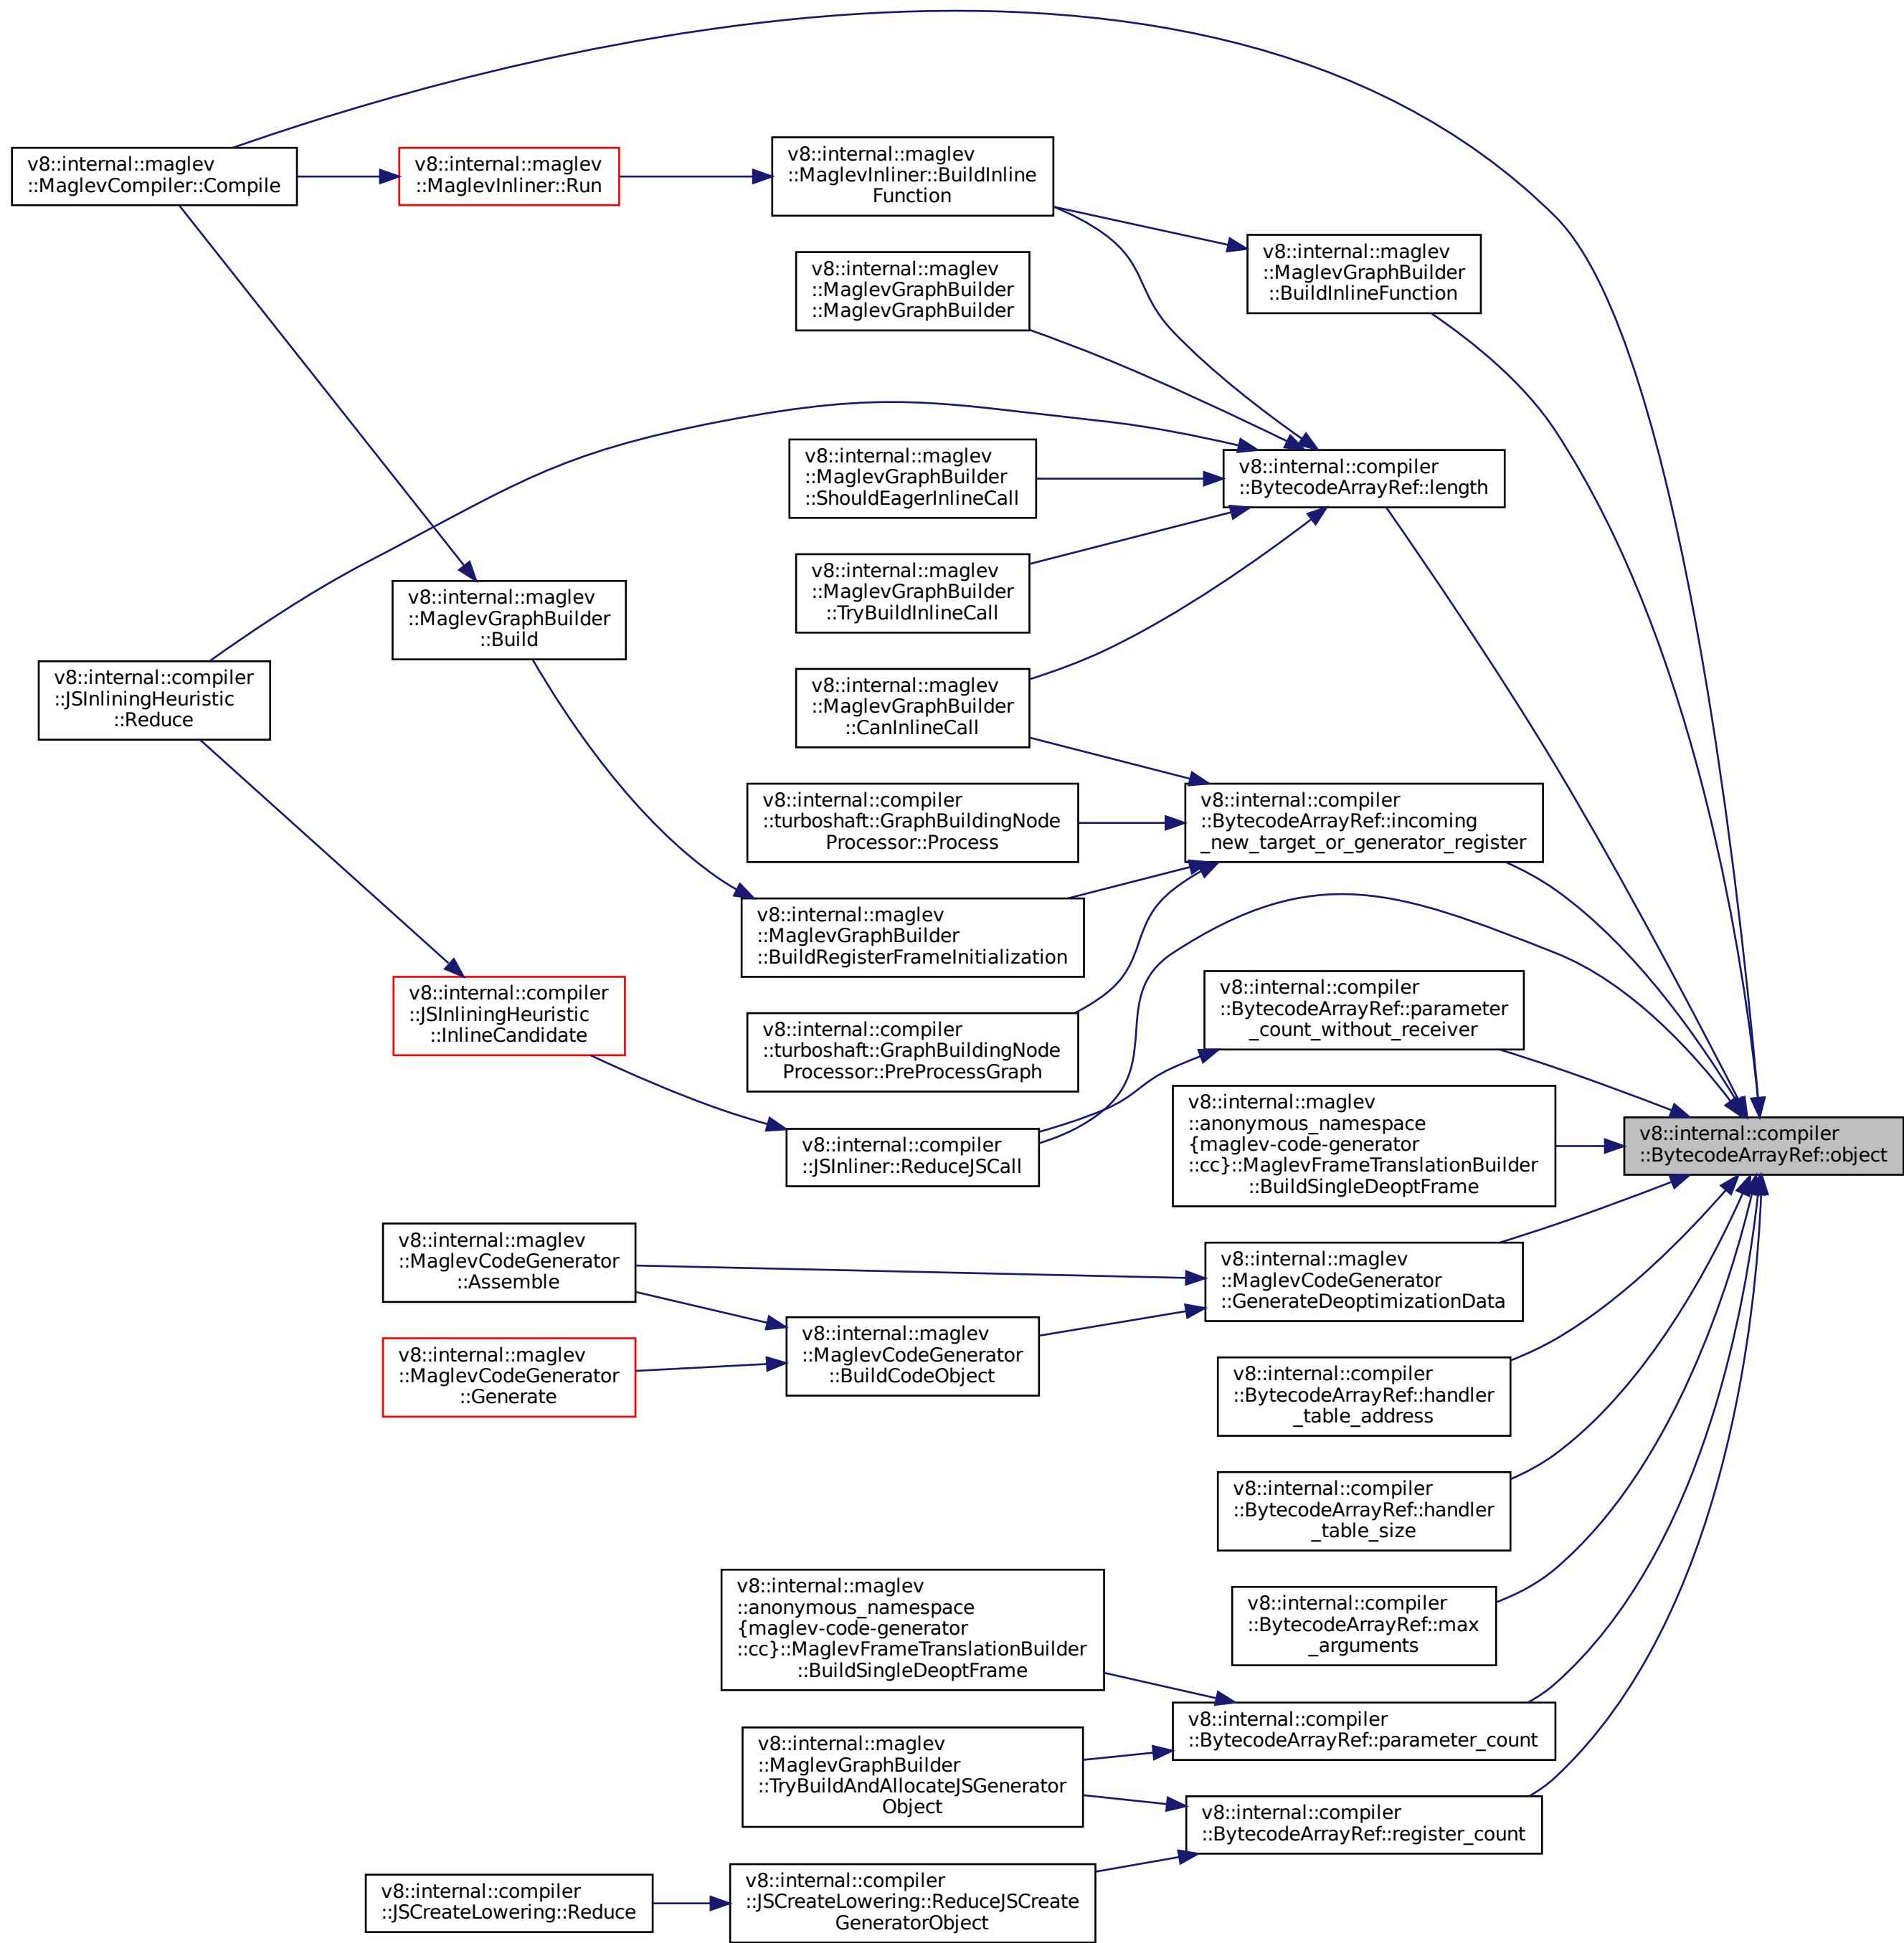 v8::internal::maglev
::MaglevCompiler::Compile
v8::internal::maglev
::MaglevInliner::Run
v8::internal::maglev
::MaglevInliner::BuildInline
Function
v8::internal::maglev
::MaglevGraphBuilder
::BuildInlineFunction
v8::internal::maglev
::MaglevGraphBuilder
::MaglevGraphBuilder
v8::internal::maglev
::MaglevGraphBuilder
::ShouldEagerInlineCall
v8::internal::compiler
::BytecodeArrayRef::length
v8::internal::maglev
::MaglevGraphBuilder
::TryBuildInlineCall
v8::internal::maglev
::MaglevGraphBuilder
::Build
v8::internal::compiler
::JSInliningHeuristic
::Reduce
v8::internal::maglev
::MaglevGraphBuilder
::CanInlineCall
v8::internal::compiler
::turboshaft::GraphBuildingNode
Processor::Process
v8::internal::compiler
::BytecodeArrayRef::incoming
_new_target_or_generator_register
v8::internal::maglev
::MaglevGraphBuilder
::BuildRegisterFrameInitialization
v8::internal::compiler
::JSInliningHeuristic
::InlineCandidate
v8::internal::compiler
::turboshaft::GraphBuildingNode
Processor::PreProcessGraph
v8::internal::compiler
::BytecodeArrayRef::parameter
_count_without_receiver
v8::internal::maglev
::anonymous_namespace
{maglev-code-generator
::cc}::MaglevFrameTranslationBuilder
::BuildSingleDeoptFrame
v8::internal::compiler
::BytecodeArrayRef::object
v8::internal::compiler
::JSInliner::ReduceJSCall
v8::internal::maglev
::MaglevCodeGenerator
::Assemble
v8::internal::maglev
::MaglevCodeGenerator
::GenerateDeoptimizationData
v8::internal::maglev
::MaglevCodeGenerator
::BuildCodeObject
v8::internal::maglev
::MaglevCodeGenerator
::Generate
v8::internal::compiler
::BytecodeArrayRef::handler
_table_address
v8::internal::compiler
::BytecodeArrayRef::handler
_table_size
v8::internal::compiler
::BytecodeArrayRef::max
_arguments
v8::internal::maglev
::anonymous_namespace
{maglev-code-generator
::cc}::MaglevFrameTranslationBuilder
::BuildSingleDeoptFrame
v8::internal::compiler
::BytecodeArrayRef::parameter_count
v8::internal::maglev
::MaglevGraphBuilder
::TryBuildAndAllocateJSGenerator
Object
v8::internal::compiler
::BytecodeArrayRef::register_count
v8::internal::compiler
::JSCreateLowering::Reduce
v8::internal::compiler
::JSCreateLowering::ReduceJSCreate
GeneratorObject